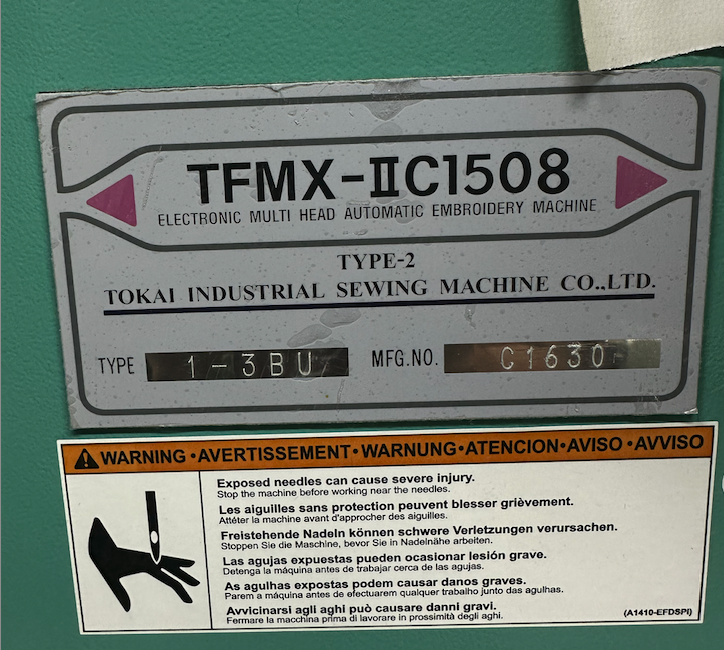 TFMX-IIC1508
ELECTRONIC MULTI HEAD AUTOMATIC EMBROIDERY MACHINE
TYPE-2
TOKAI INDUSTRIAL SEWING MACHINE CO.,LTD.
TYPE 1-3BU MFG.NO. C1630
WARNING •AVERTISSEMENT•WARNUNG•ATENCION•AVISO •AVVISO
Exposed needles can cause severe injury.
Stop the machine before working near the needles.
Les aiguilles sans protection peuvent blesser grièvement.
Attéter la machine avant d'approcher des aiguilles.
Freistehende Nadeln können schwere Verletzungen verursachen.
Stoppen Sie die Maschine, bevor Sie in Nadelnähe arbeiten.
Las agujas expuestas pueden ocasionar lesión grave.
Detenga la máquina antes de trabajar cerca de las agujas.
As agulhas expostas podem causar danos graves.
Parem a máquina antes de efectuarem qualquer trabalho junto das agulhas.
Avvicinarsi agli aghi può causare danni gravi.
Fermare la macchina prima di lavorare in prossimità degli aghi.
(A1410-EFDSPI)